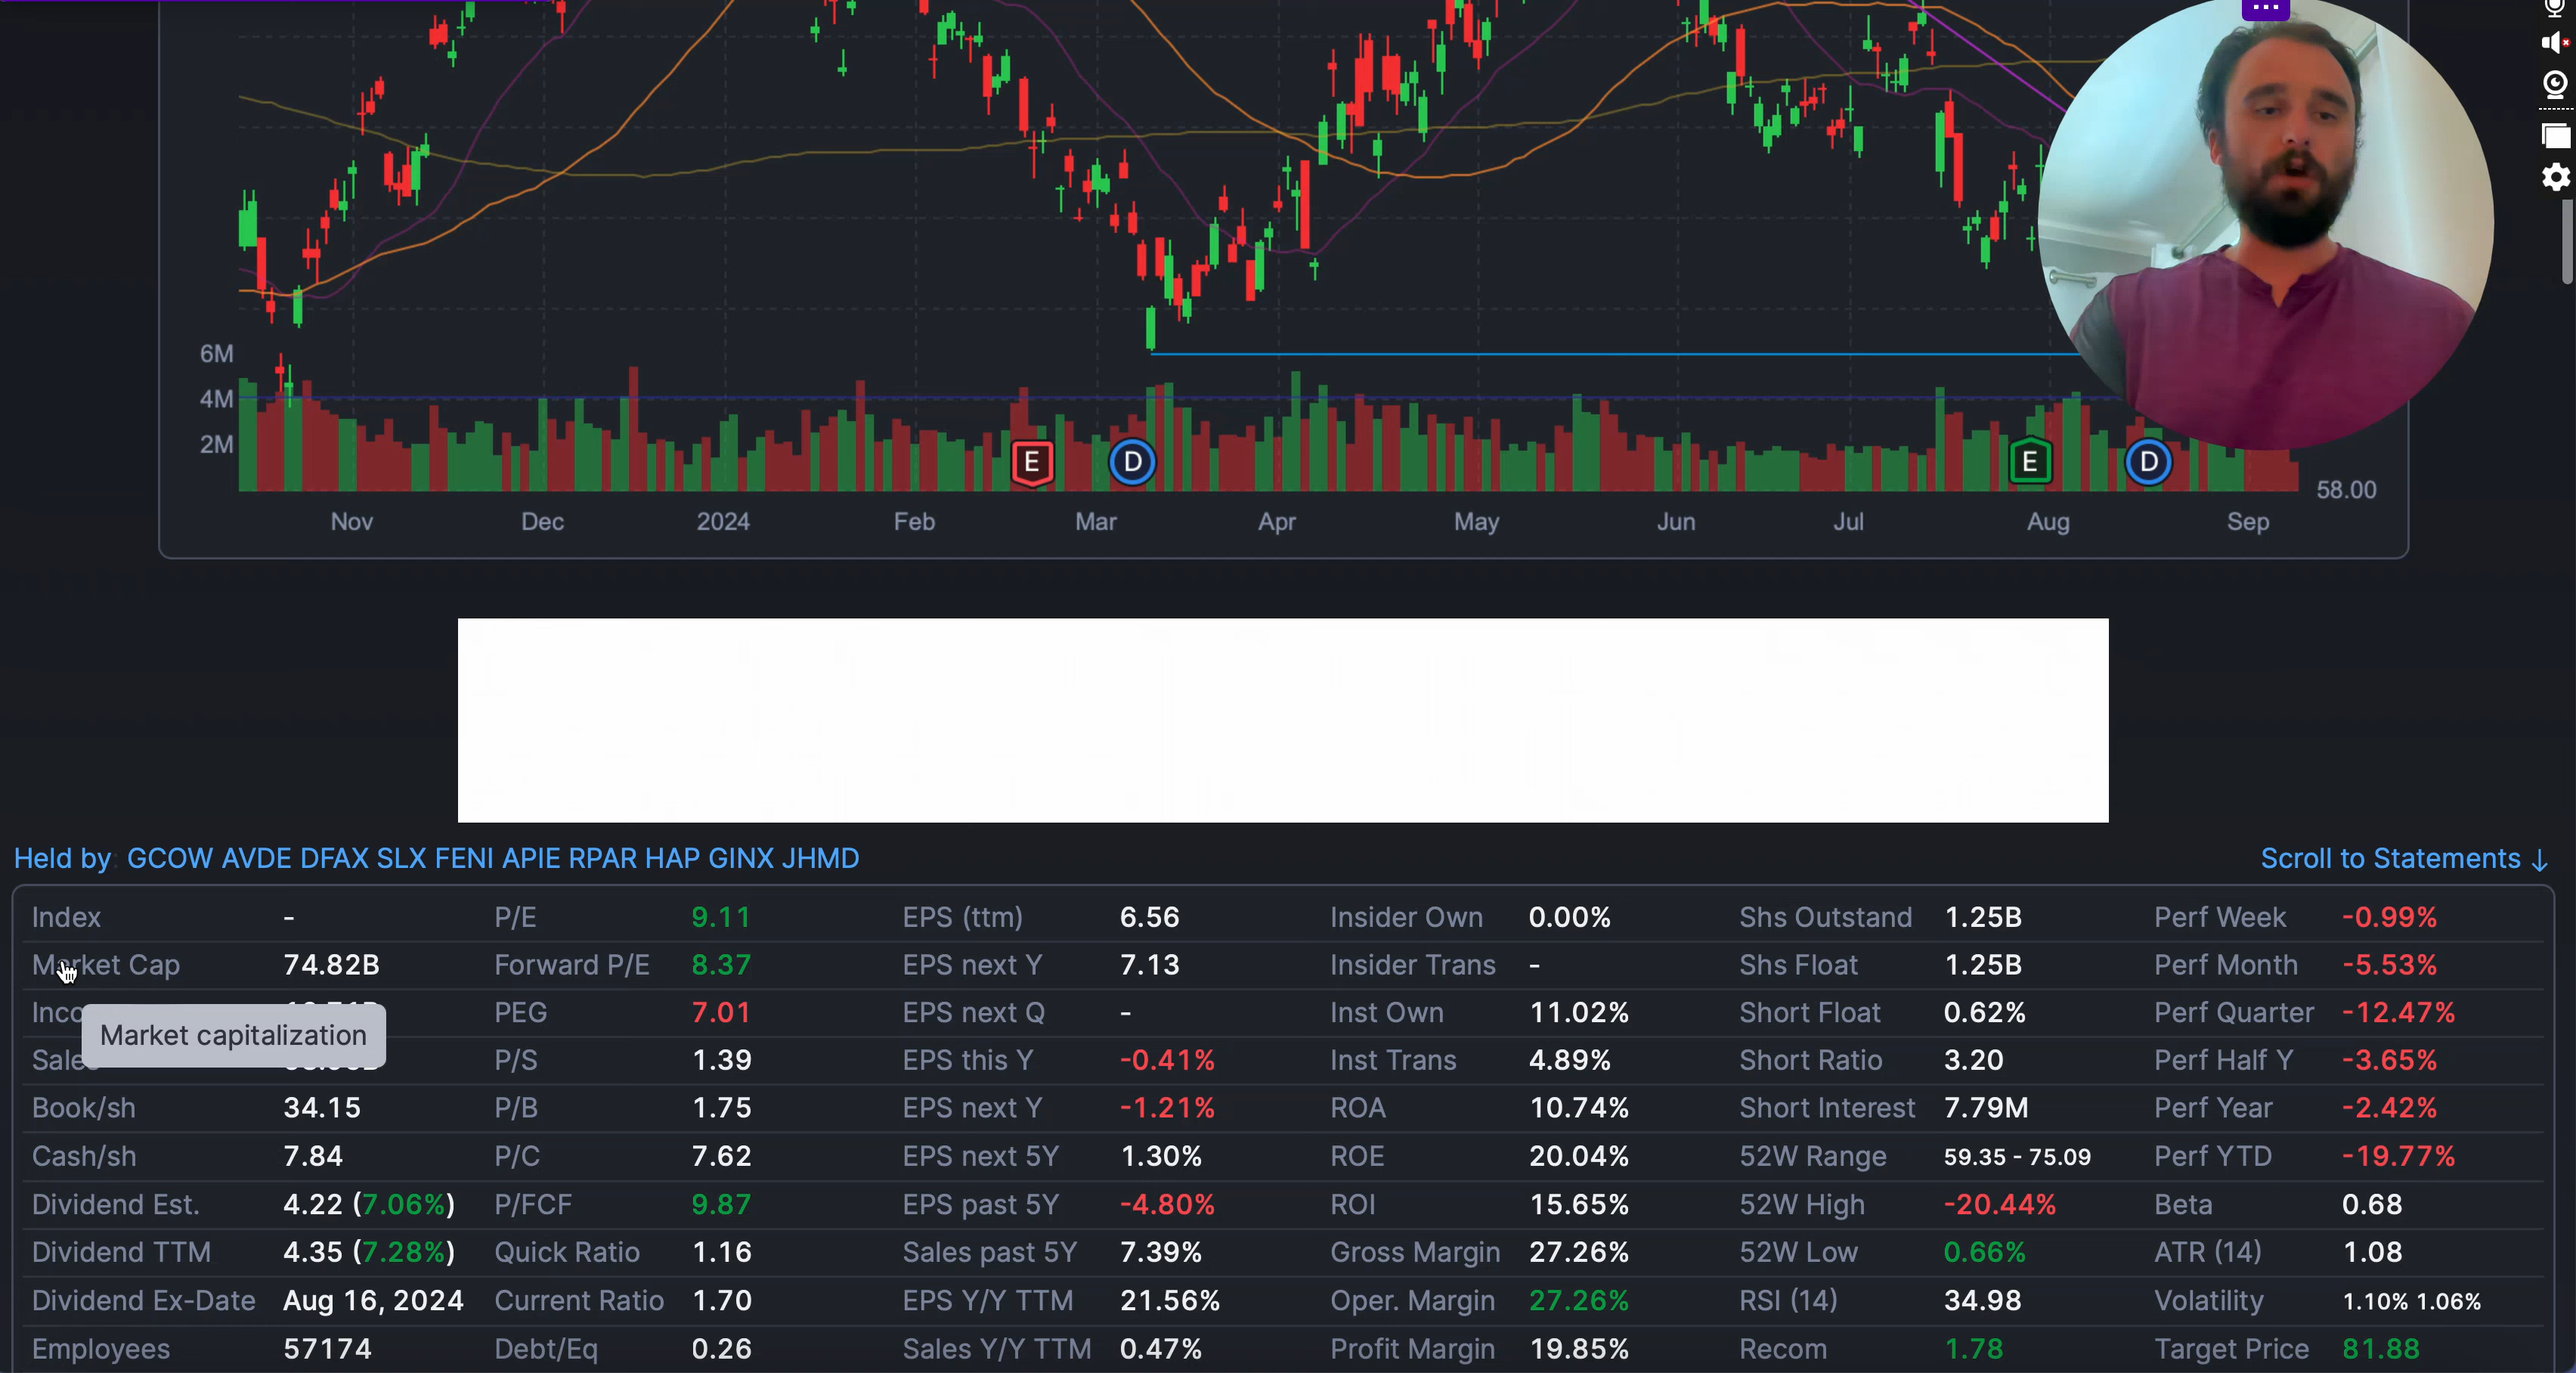 6M
4M
2M
E D E D
58.00
Nov Dec 2024 Feb Mar Apr May Jun Jul Aug Sep
Held by: GCOW AVDE DFAX SLX FENI APIE RPAR HAP GINX JHMD Scroll to Statements ↓
Index - P/E 9.11 EPS (ttm) 6.56 Insider Own 0.00% Shs Outstand 1.25B Perf Week -0.99%
Market Cap 74.82B Forward P/E 8.37 EPS next Y 7.13 Insider Trans - Shs Float 1.25B Perf Month -5.53%
Inco PEG 7.01 EPS next Q - Inst Own 11.02% Short Float 0.62% Perf Quarter -12.47%
Market capitalization
Sale P/S 1.39 EPS this Y -0.41% Inst Trans 4.89% Short Ratio 3.20 Perf Half Y -3.65%
Book/sh 34.15 P/B 1.75 EPS next Y -1.21% ROA 10.74% Short Interest 7.79M Perf Year -2.42%
Cash/sh 7.84 P/C 7.62 EPS next 5Y 1.30% ROE 20.04% 52W Range 59.35 - 75.09 Perf YTD -19.77%
Dividend Est. 4.22 (7.06%) P/FCF 9.87 EPS past 5Y -4.80% ROI 15.65% 52W High -20.44% Beta 0.68
Dividend TTM 4.35 (7.28%) Quick Ratio 1.16 Sales past 5Y 7.39% Gross Margin 27.26% 52W Low 0.66% ATR (14) 1.08
Dividend Ex-Date Aug 16, 2024 Current Ratio 1.70 EPS Y/Y TTM 21.56% Oper. Margin 27.26% RSI (14) 34.98 Volatility 1.10% 1.06%
Employees 57174 Debt/Eq 0.26 Sales Y/Y TTM 0.47% Profit Margin 19.85% Recom 1.78 Target Price 81.88